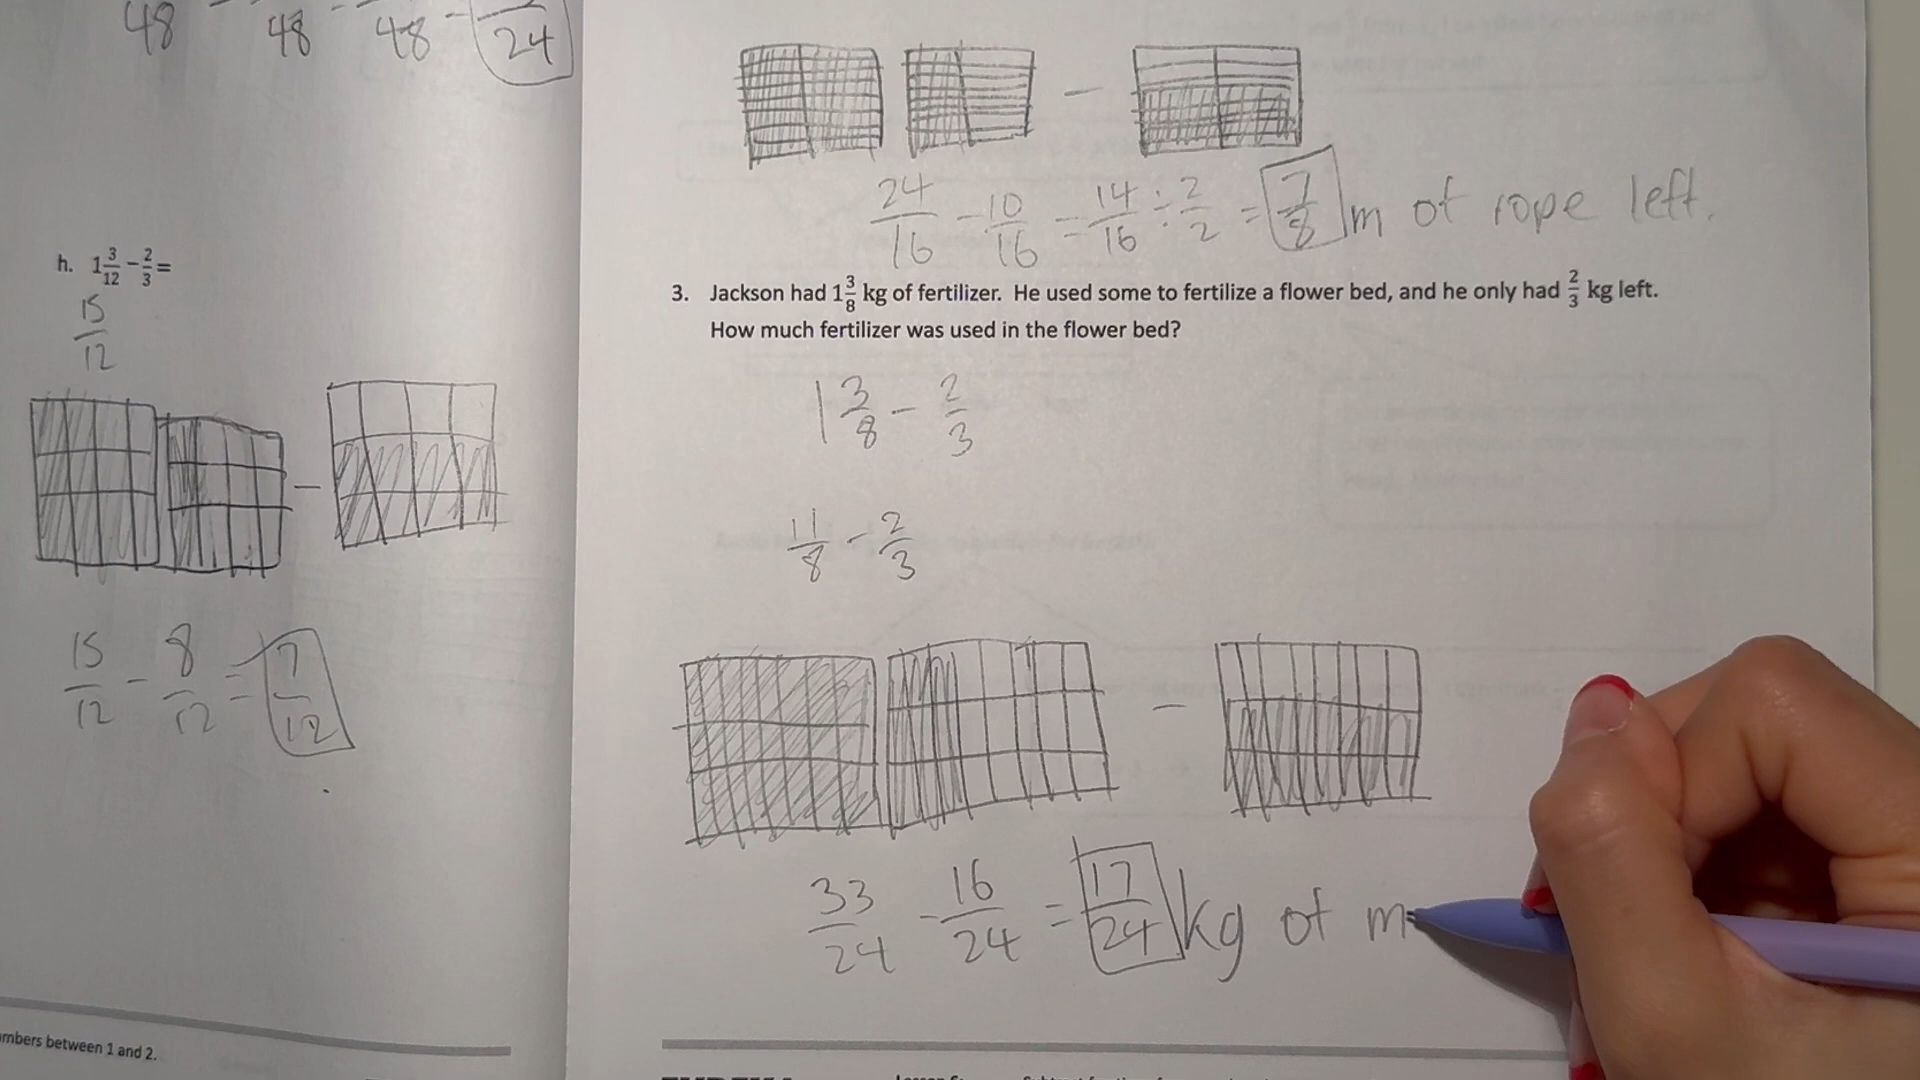 48 48 48 24
h. 1 3/12 - 2/3 =
15/12
15/12 - 8/12 = 7/12
mbers between 1 and 2.
24/16 - 10/16 = 14/16 ÷ 2/2 = 7/8 m of rope left.
3. Jackson had 1 3/8 kg of fertilizer. He used some to fertilize a flower bed, and he only had 2/3 kg left.
How much fertilizer was used in the flower bed?
1 3/8 - 2/3
11/8 - 2/3
33/24 - 16/24 = 17/24 kg of m